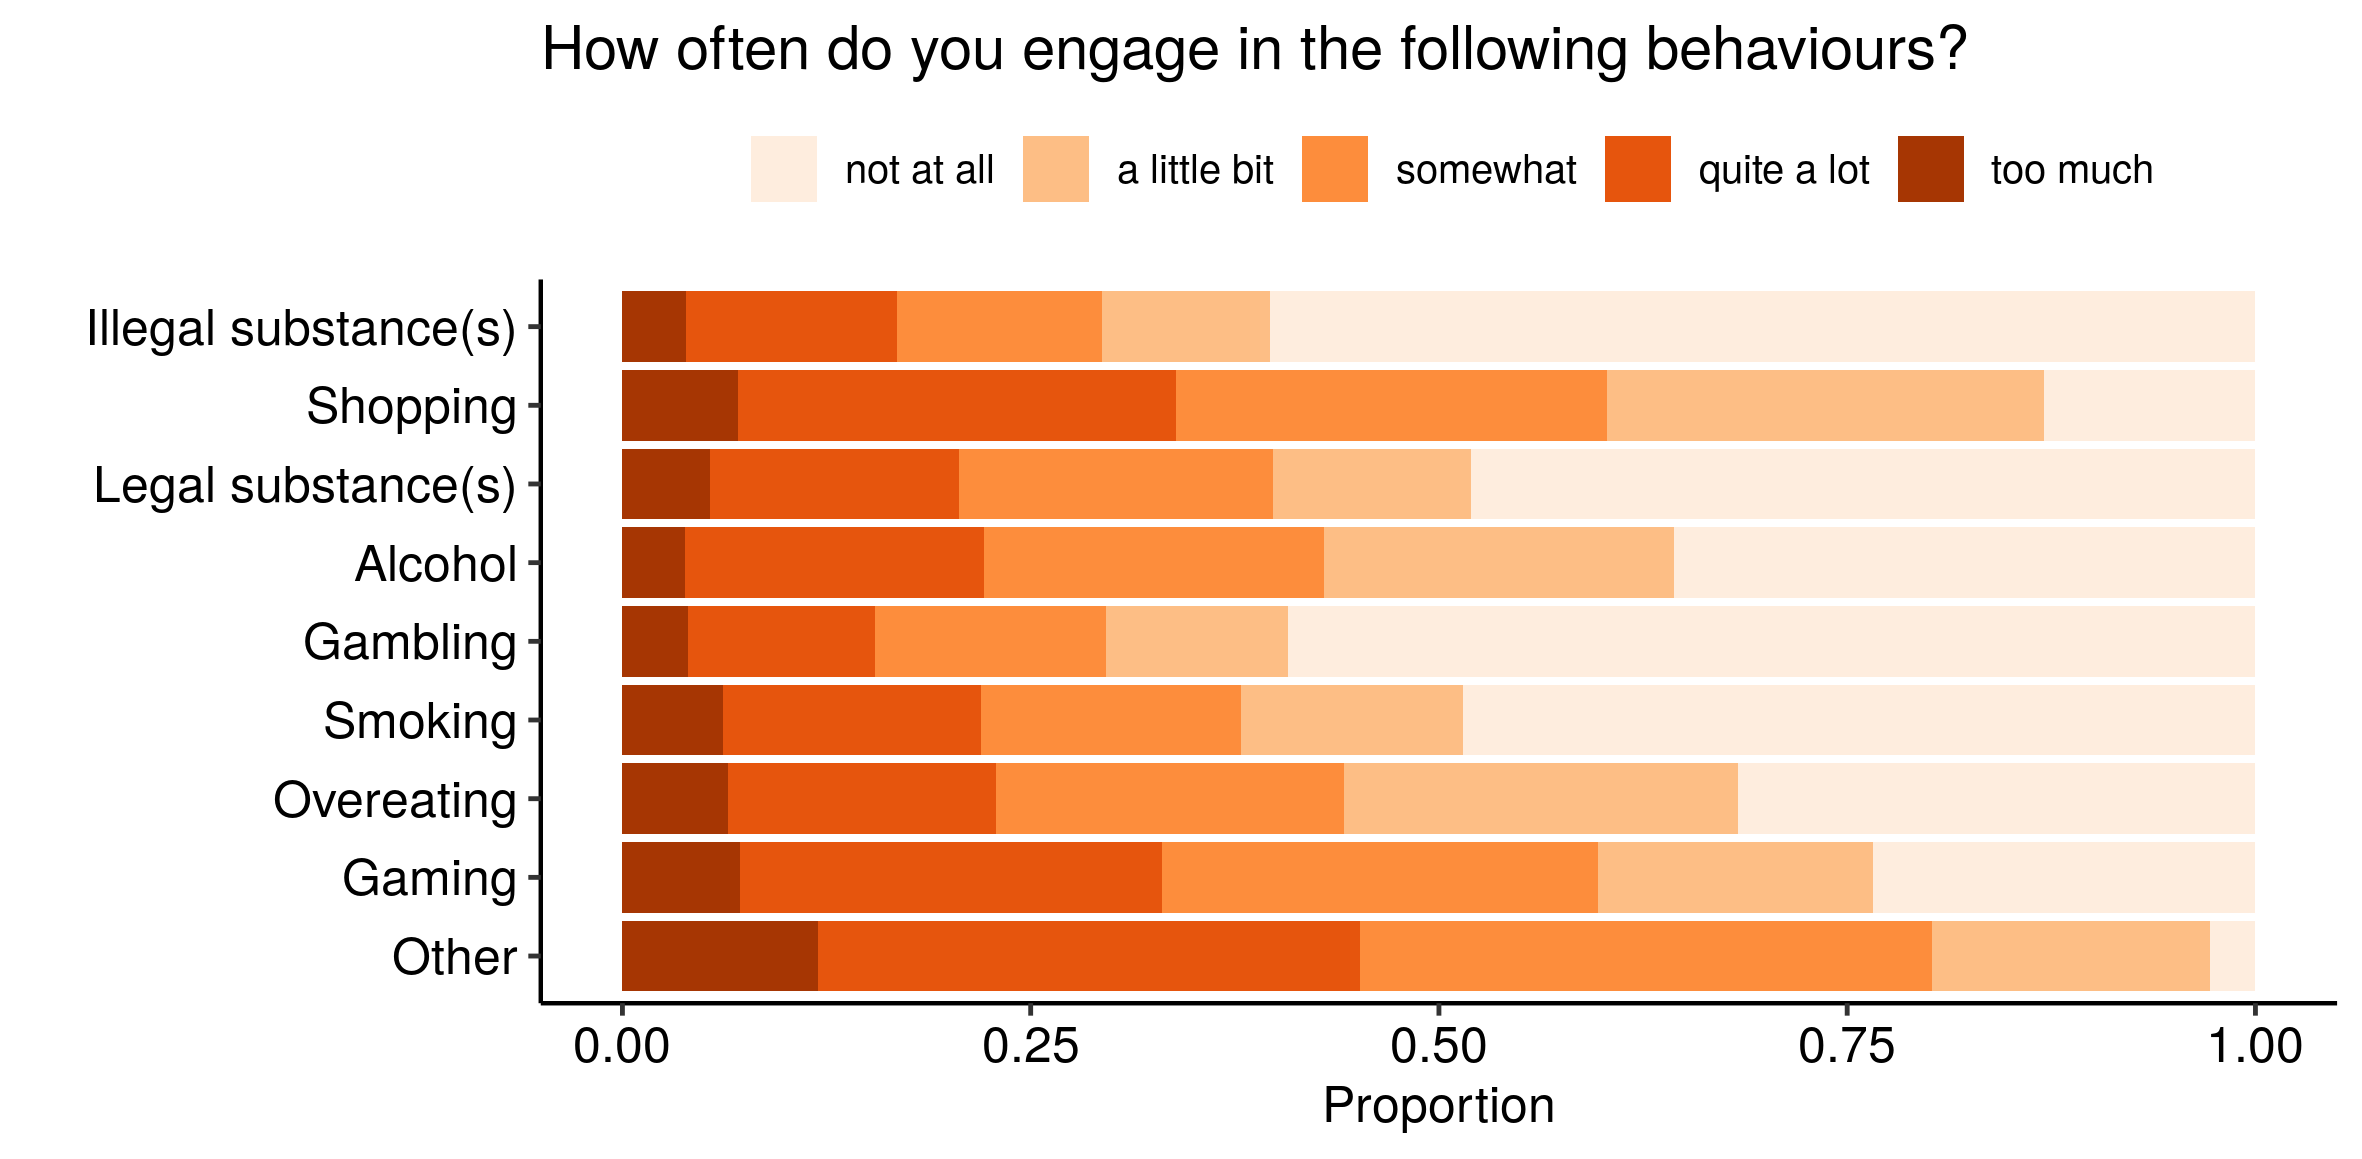 How often do you engage in the following behaviours?
not at all a little bit somewhat quite a lot too much
Illegal substance(s)
Shopping
Legal substance(s)
Alcohol
Gambling
Smoking
Overeating
Gaming
Other
0.00 0.25 0.50 0.75 1.00
Proportion